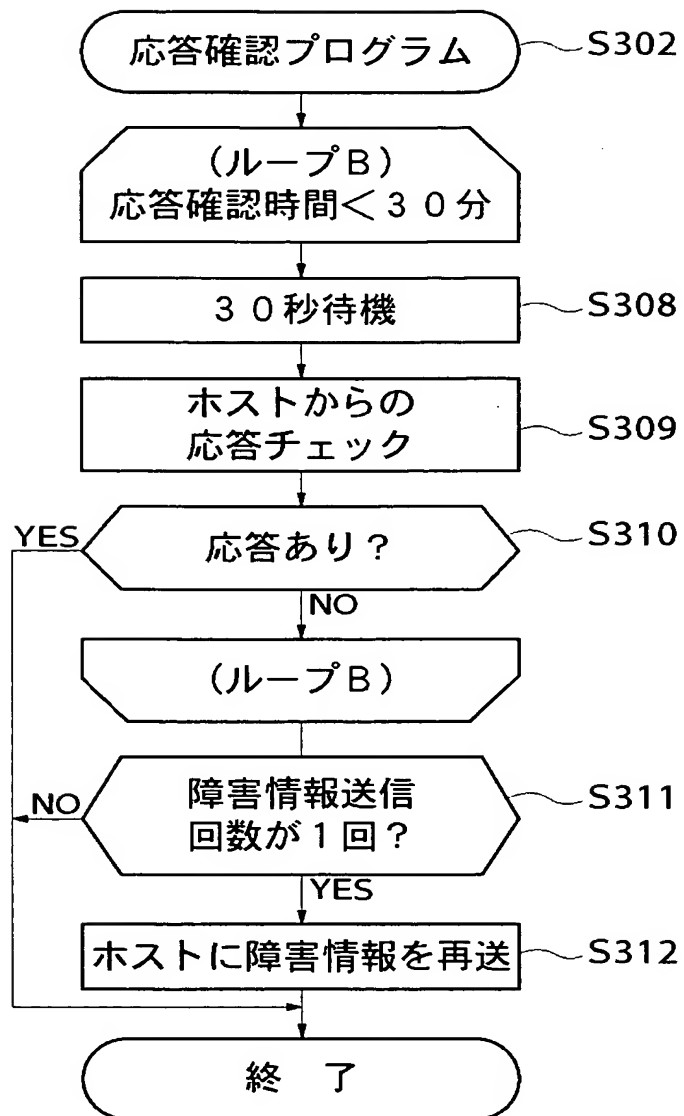 応答確認プログラム
S302
(ループB)
応答確認時間<30分
30秒待機
S308
ホストからの
応答チェック
S309
YES
応答あり?
S310
NO
(ループB)
NO
障害情報送信
回数が1回?
S311
YES
ホストに障害情報を再送
S312
終 了